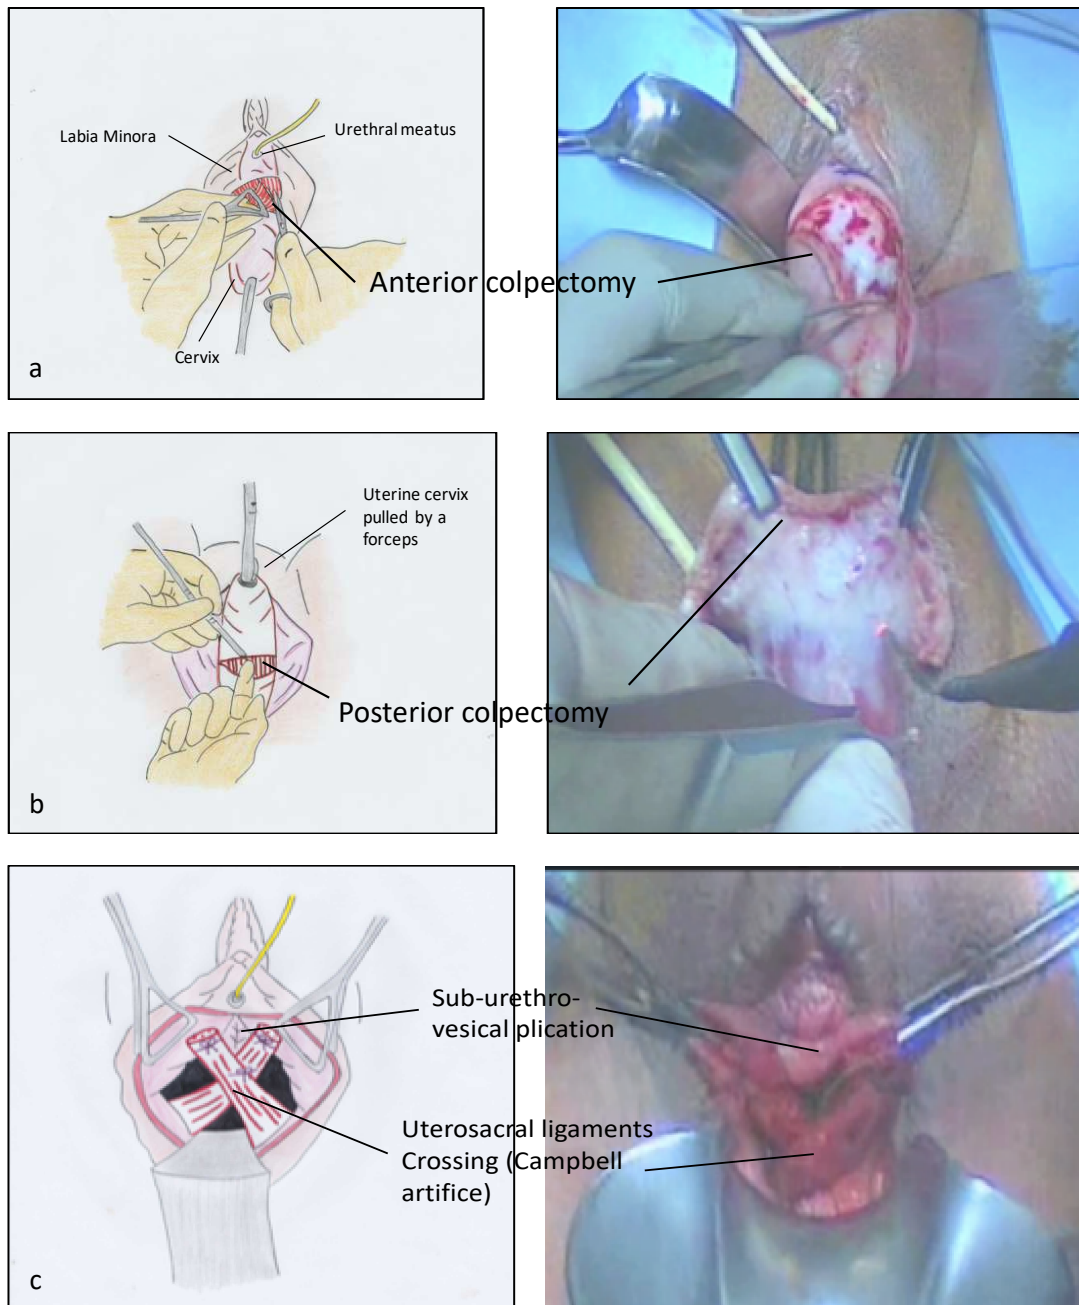 Labia Minora
Urethral meatus
Anterior colpectomy
Cervix
a
Uterine cervix
pulled by a
forceps
Posterior colpectomy
b
Sub-urethro-
vesical plication
Uterosacral ligaments
Crossing (Campbell
artifice)
c